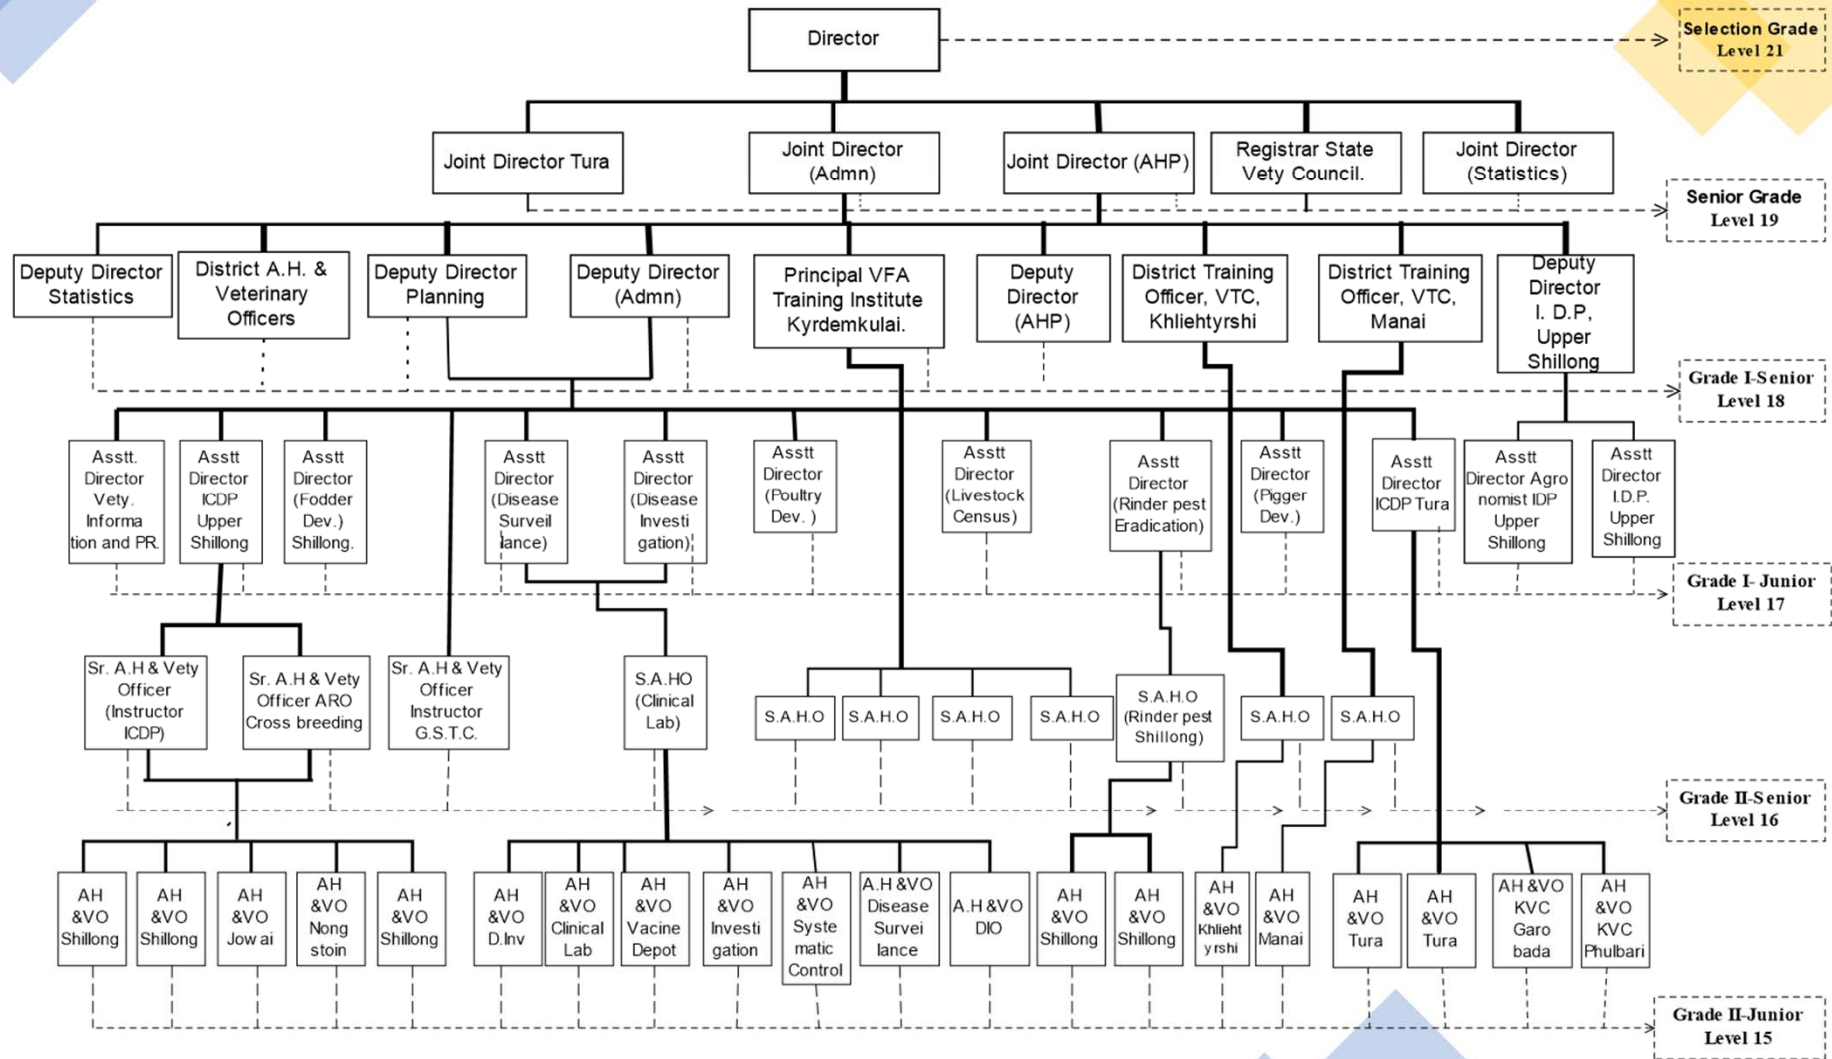 Director
Selection Grade
Level 21
Joint Director Tura
Joint Director
(Admn)
Joint Director (AHP)
Registrar State
Vety Council.
Joint Director
(Statistics)
Senior Grade
Level 19
Deputy Director
Statistics
District A.H. &
Veterinary
Officers
Deputy Director
Planning
Deputy Director
(Admn)
Principal VFA
Training Institute
Kyrdemkulai.
Deputy
Director
(AHP)
District Training
Officer, VTC,
Khliehtyrshi
District Training
Officer, VTC,
Manai
Deputy
Director
I. D.P,
Upper
Shillong
Grade I-Senior
Level 18
Asstt.
Director
Vety.
Informa
tion and PR.
Asstt
Director
ICDP
Upper
Shillong
Asstt
Director
(Fodder
Dev.)
Shillong.
Asstt
Director
(Disease
Surveil
lance)
Asstt
Director
(Disease
Investi
gation)
Asstt
Director
(Poultry
Dev. )
Asstt
Director
(Livestock
Census)
Asstt
Director
(Rinder pest
Eradication)
Asstt
Director
(Pigger
Dev.)
Asstt
Director
ICDP Tura
Asstt
Director Agro
nomist IDP
Upper
Shillong
Asstt
Director
I.D.P.
Upper
Shillong
Grade I- Junior
Level 17
Sr. A.H & Vety
Officer
(Instructor
ICDP)
Sr. A.H & Vety
Officer ARO
Cross breeding
Sr. A.H & Vety
Officer
Instructor
G.S.T.C.
S.A.HO
(Clinical
Lab)
S.A.H.O
S.A.H.O
S.A.H.O
S.A.H.O
S.A.H.O
(Rinder pest
Shillong)
S.A.H.O
S.A.H.O
Grade II-Senior
Level 16
AH
&VO
Shillong
AH
&VO
Shillong
AH
&VO
Jowai
AH
&VO
Nong
stoin
AH
&VO
Shillong
AH
&VO
D.Inv
AH
&VO
Clinical
Lab
AH
&VO
Vacine
Depot
AH
&VO
Investi
gation
AH
&VO
Syste
matic
Control
A.H &VO
Disease
Survei
lance
A.H &VO
DIO
AH
&VO
Shillong
AH
&VO
Shillong
AH
&VO
Khlieht
yrshi
AH
&VO
Manai
AH
&VO
Tura
AH
&VO
Tura
AH &VO
KVC
Garo
bada
AH
&VO
KVC
Phulbari
Grade II-Junior
Level 15